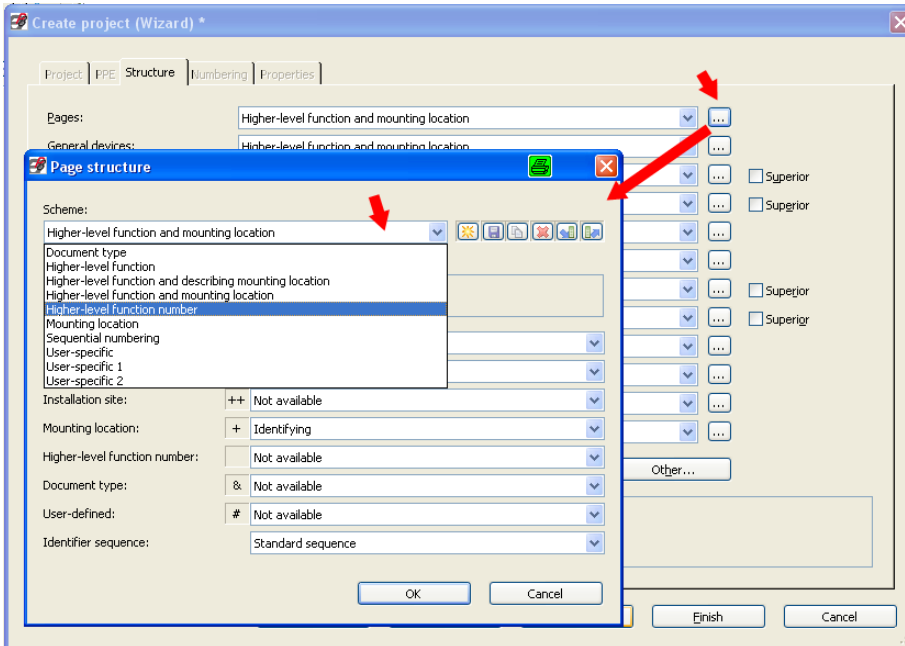 Create project (Wizard) *
Project PPE Structure Numbering Properties
Pages: Higher-level function and mounting location ...
General devices: Higher-level function and mounting location ...
Page structure
... Superior
Scheme:
... Superior
Higher-level function and mounting location
...
Document type
Higher-level function
...
Higher-level function and describing mounting location
Higher-level function and mounting location
... Superior
Higher-level function number
Mounting location
... Superior
Sequential numbering
User-specific
...
User-specific 1
User-specific 2
...
Installation site: ++ Not available
...
Mounting location: + Identifying
...
Higher-level function number: Not available
Other...
Document type: & Not available
User-defined: # Not available
Identifier sequence: Standard sequence
OK Cancel
Finish Cancel